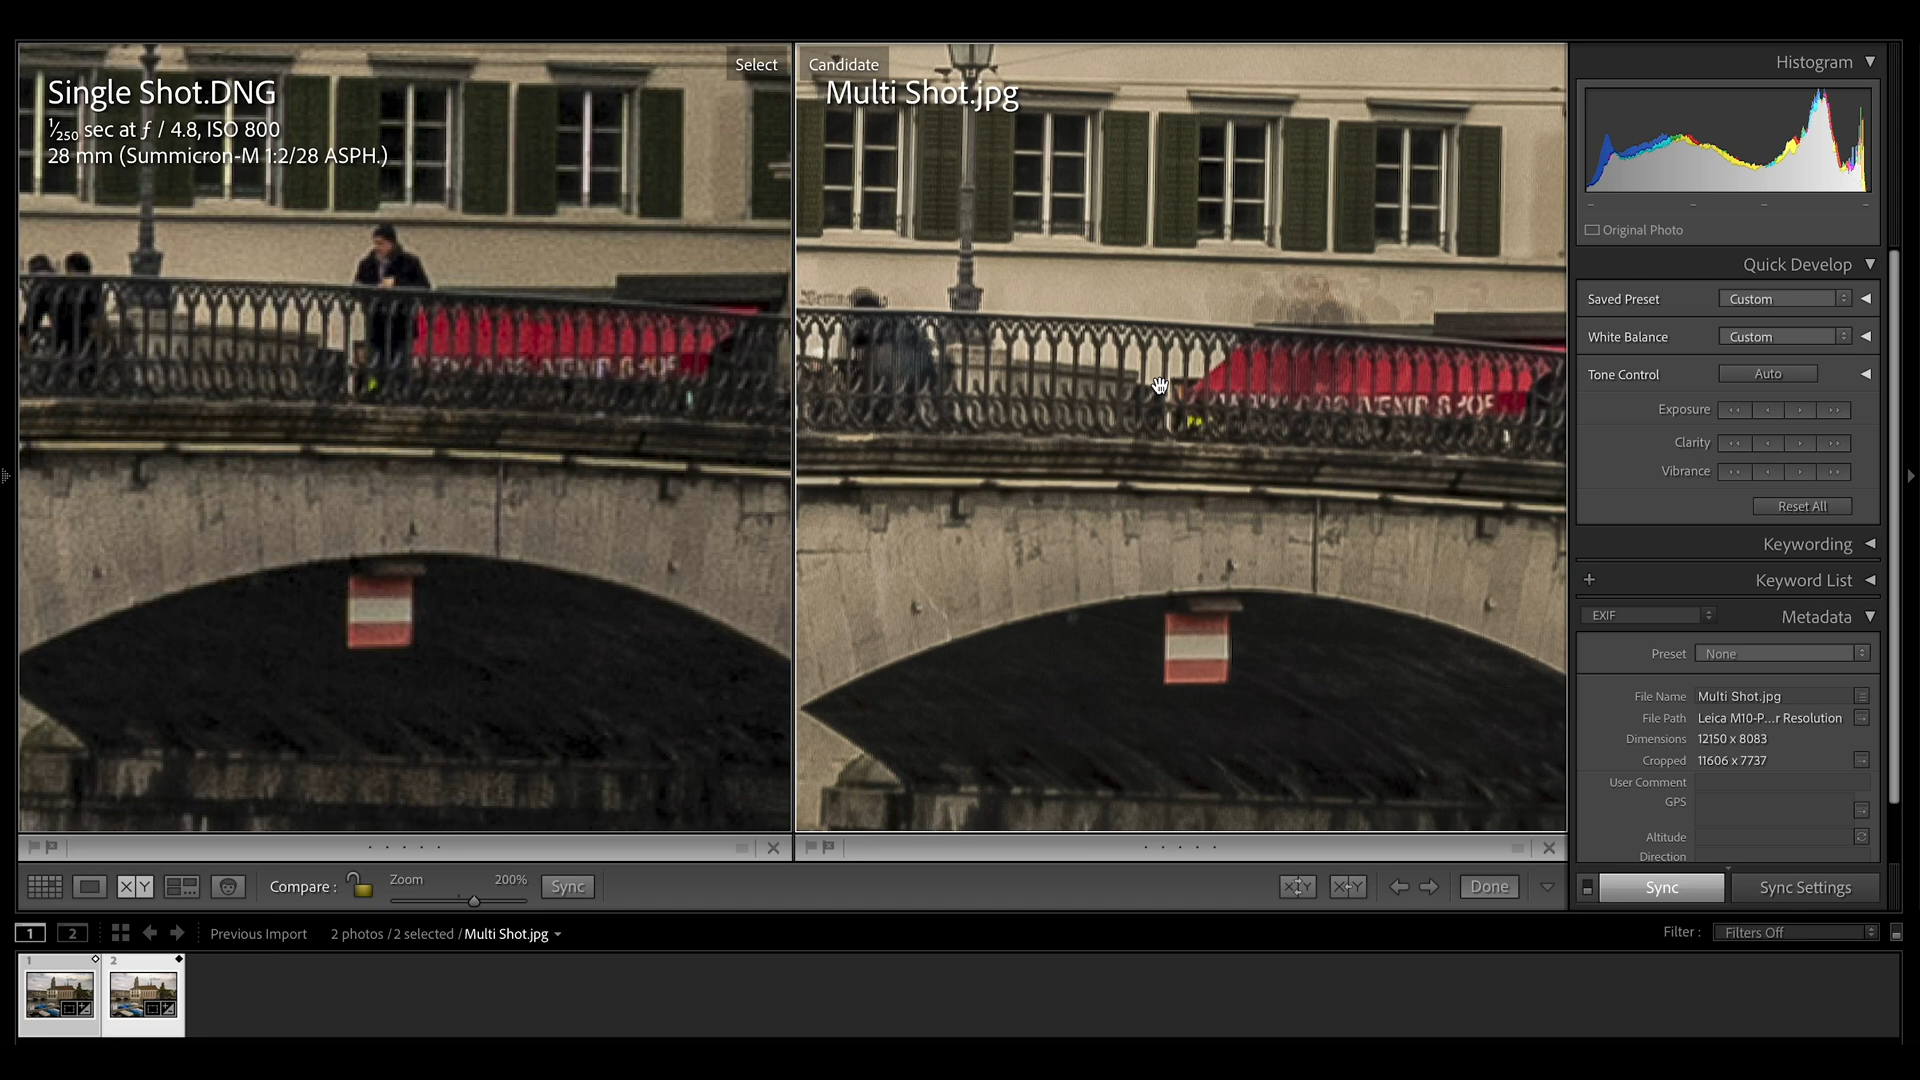 Single Shot.DNG
1/250 sec at ƒ / 4.8, ISO 800
28 mm (Summicron-M 1:2/28 ASPH.)
Select
Candidate
Multi Shot.jpg
Histogram
Original Photo
Quick Develop
Saved Preset Custom
White Balance Custom
Tone Control Auto
Exposure
Clarity
Vibrance
Reset All
Keywording
+ Keyword List
EXIF Metadata
Preset None
File Name Multi Shot.jpg
File Path Leica M10-P...r Resolution
Dimensions 12150 x 8083
Cropped 11606 x 7737
User Comment
GPS
Altitude
Direction
X Y Compare : Zoom 200% Sync
X Y X Y Done
Sync Sync Settings
1 2 Previous Import 2 photos / 2 selected / Multi Shot.jpg
Filter : Filters Off
1 2